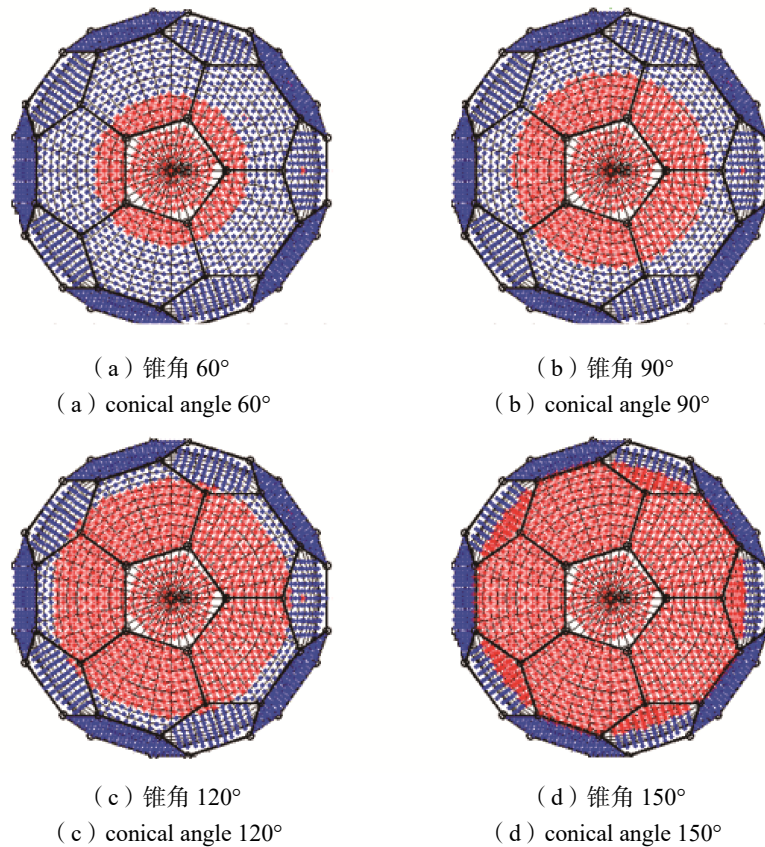 （a）锥角 60°
（b）锥角 90°
（a）conical angle 60°
（b）conical angle 90°
（c）锥角 120°
（d）锥角 150°
（c）conical angle 120°
（d）conical angle 150°